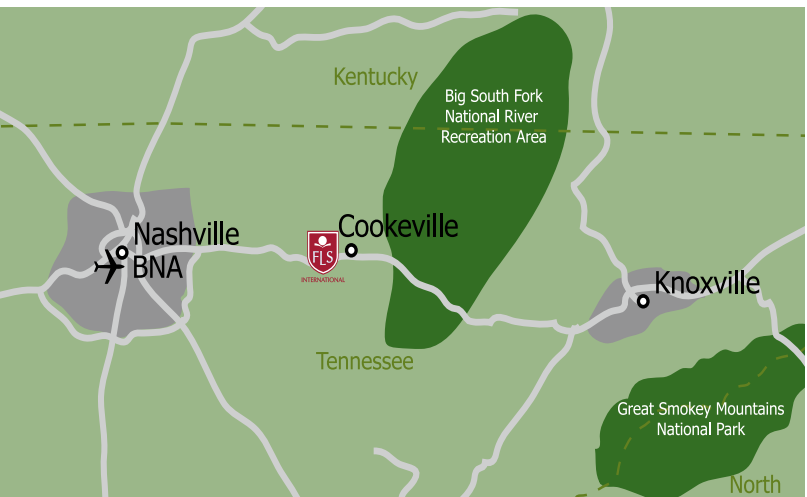 Kentucky
Big South Fork
National River
Recreation Area
Nashville
BNA
FLS
INTERNATIONAL
Cookeville
Knoxville
Tennessee
Great Smokey Mountains
National Park
North